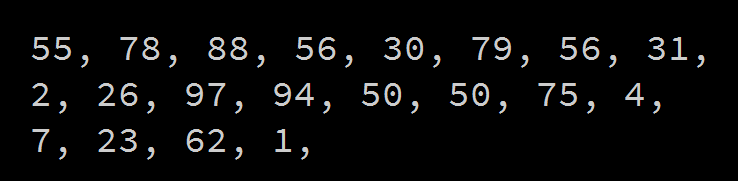 55, 78, 88, 56, 30, 79, 56, 31,
2, 26, 97, 94, 50, 50, 75, 4,
7, 23, 62, 1,